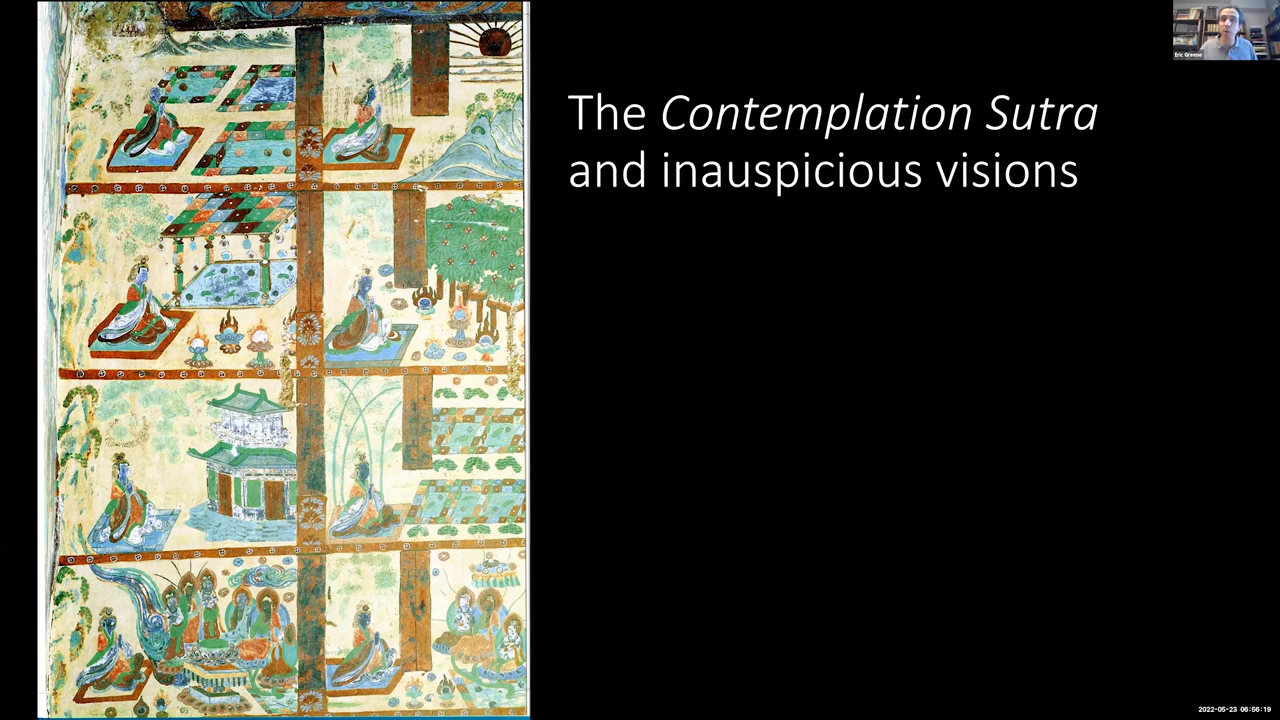 The Contemplation Sutra
and inauspicious visions
Eric Greene
2022-05-23 06:56:19